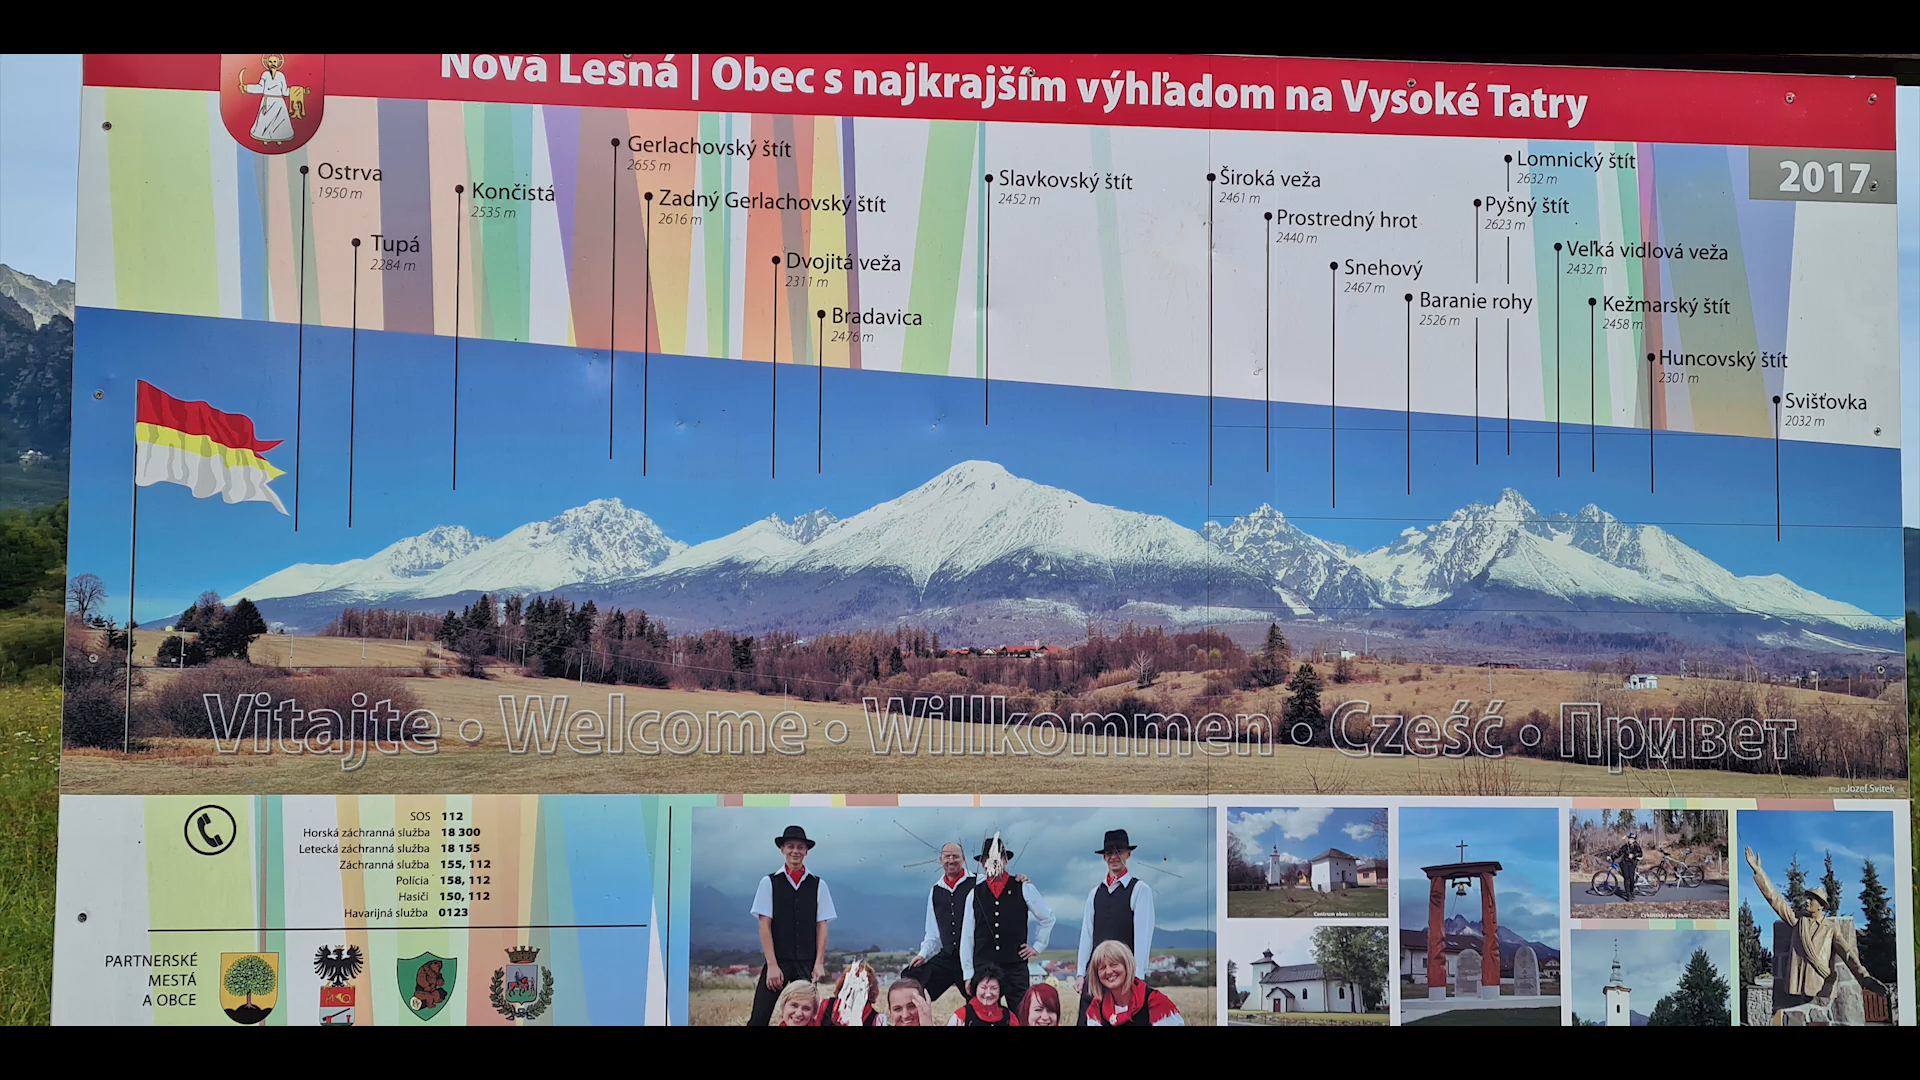 Nová Lesná | Obec s najkrajším výhľadom na Vysoké Tatry
2017
Ostrva
1950 m
Tupá
2284 m
Končistá
2535 m
Gerlachovský štít
2655 m
Zadný Gerlachovský štít
2616 m
Dvojitá veža
2311 m
Bradavica
2476 m
Slavkovský štít
2452 m
Široká veža
2461 m
Prostredný hrot
2440 m
Snehový
2467 m
Baranie rohy
2526 m
Lomnický štít
2632 m
Pyšný štít
2623 m
Veľká vidlová veža
2432 m
Kežmarský štít
2458 m
Huncovský štít
2301 m
Svišťovka
2032 m
Vitajte • Welcome • Willkommen • Cześć • Привет
Jozef Svitek
SOS 112
Horská záchranná služba 18 300
Letecká záchranná služba 18 155
Záchranná služba 155, 112
Polícia 158, 112
Hasiči 150, 112
Havarijná služba 0123
PARTNERSKÉ
MESTÁ
A OBCE
Centrum obce